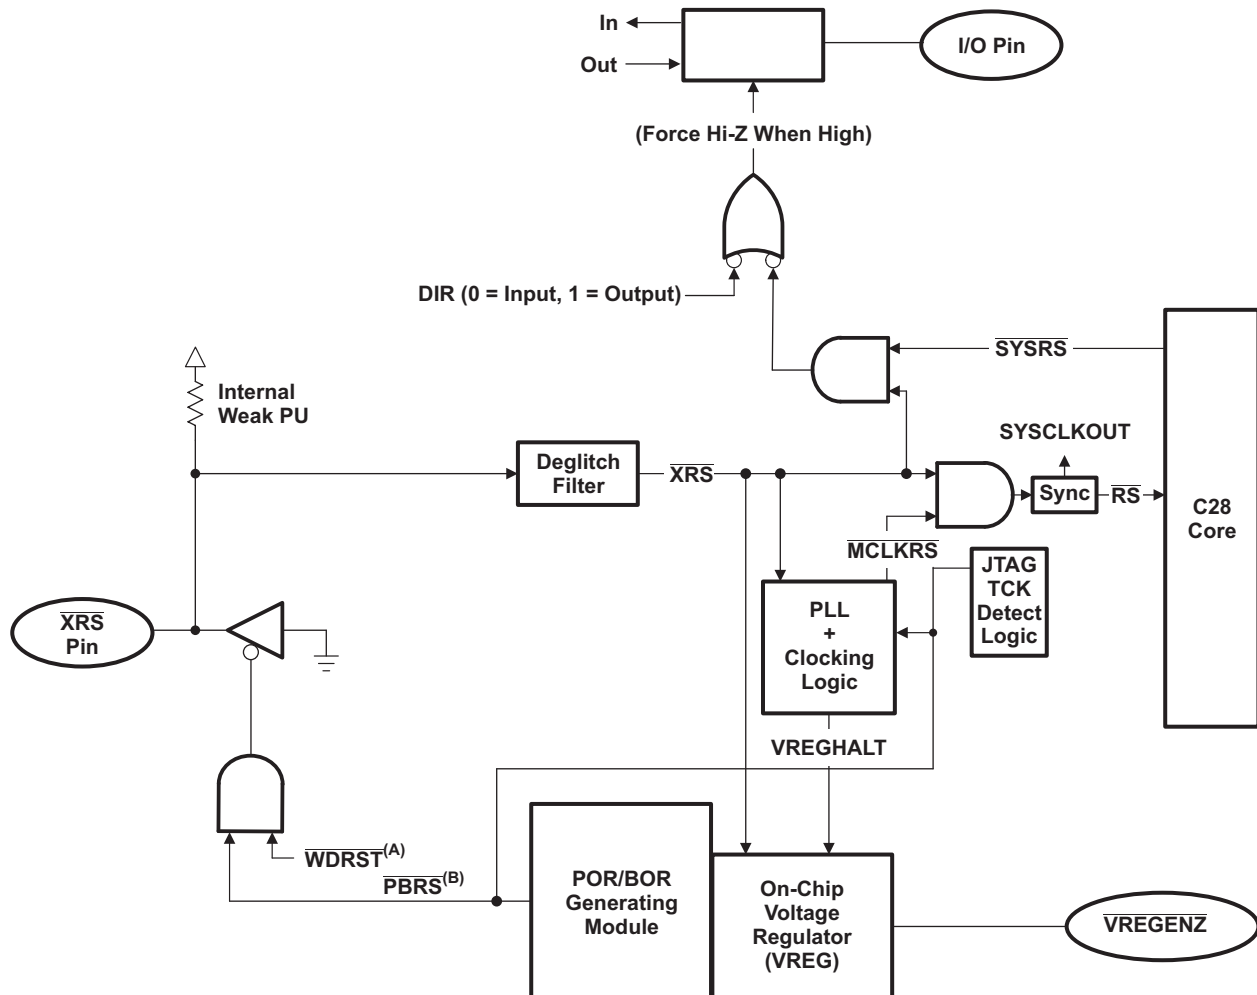 In
Out
I/O Pin
(Force Hi-Z When High)
DIR (0 = Input, 1 = Output)
SYSRS
Internal
Weak PU
SYSCLKOUT
Deglitch
Filter
XRS
Sync
RS
C28
Core
MCLKRS
JTAG
TCK
Detect
Logic
XRS
Pin
PLL
+
Clocking
Logic
VREGHALT
WDRST(A)
PBRS(B)
POR/BOR
Generating
Module
On-Chip
Voltage
Regulator
(VREG)
VREGENZ